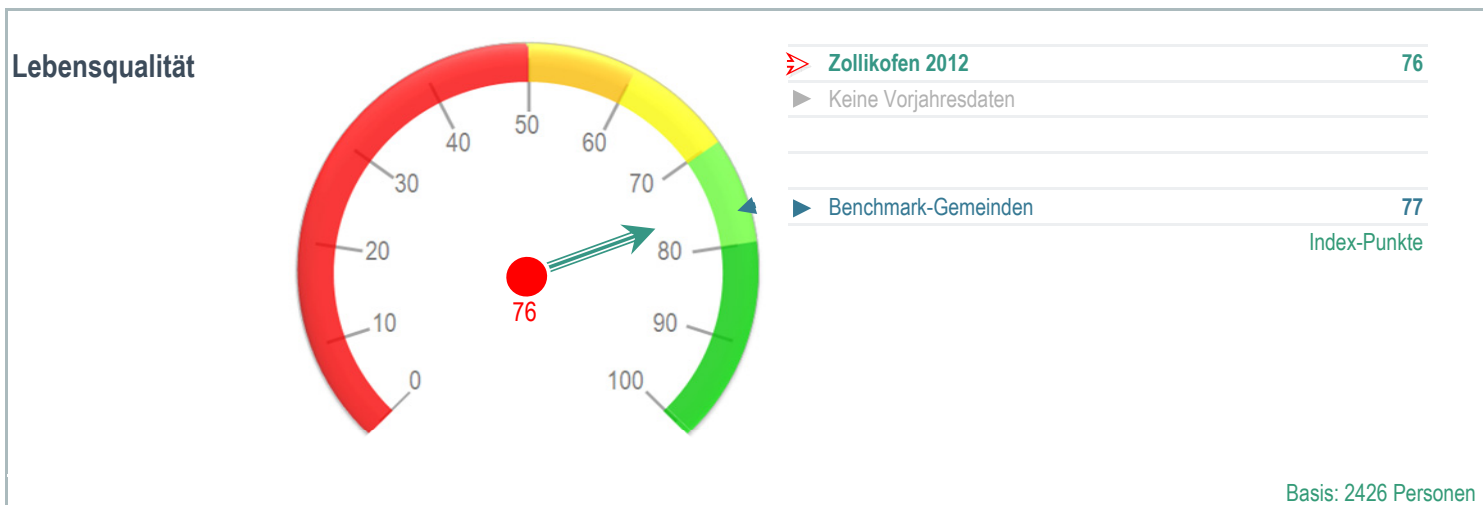 Lebensqualität
0
10
20
30
40
50
60
70
80
90
100
76
Zollikofen 2012 76
Keine Vorjahresdaten
Benchmark-Gemeinden 77
Index-Punkte
Basis: 2426 Personen